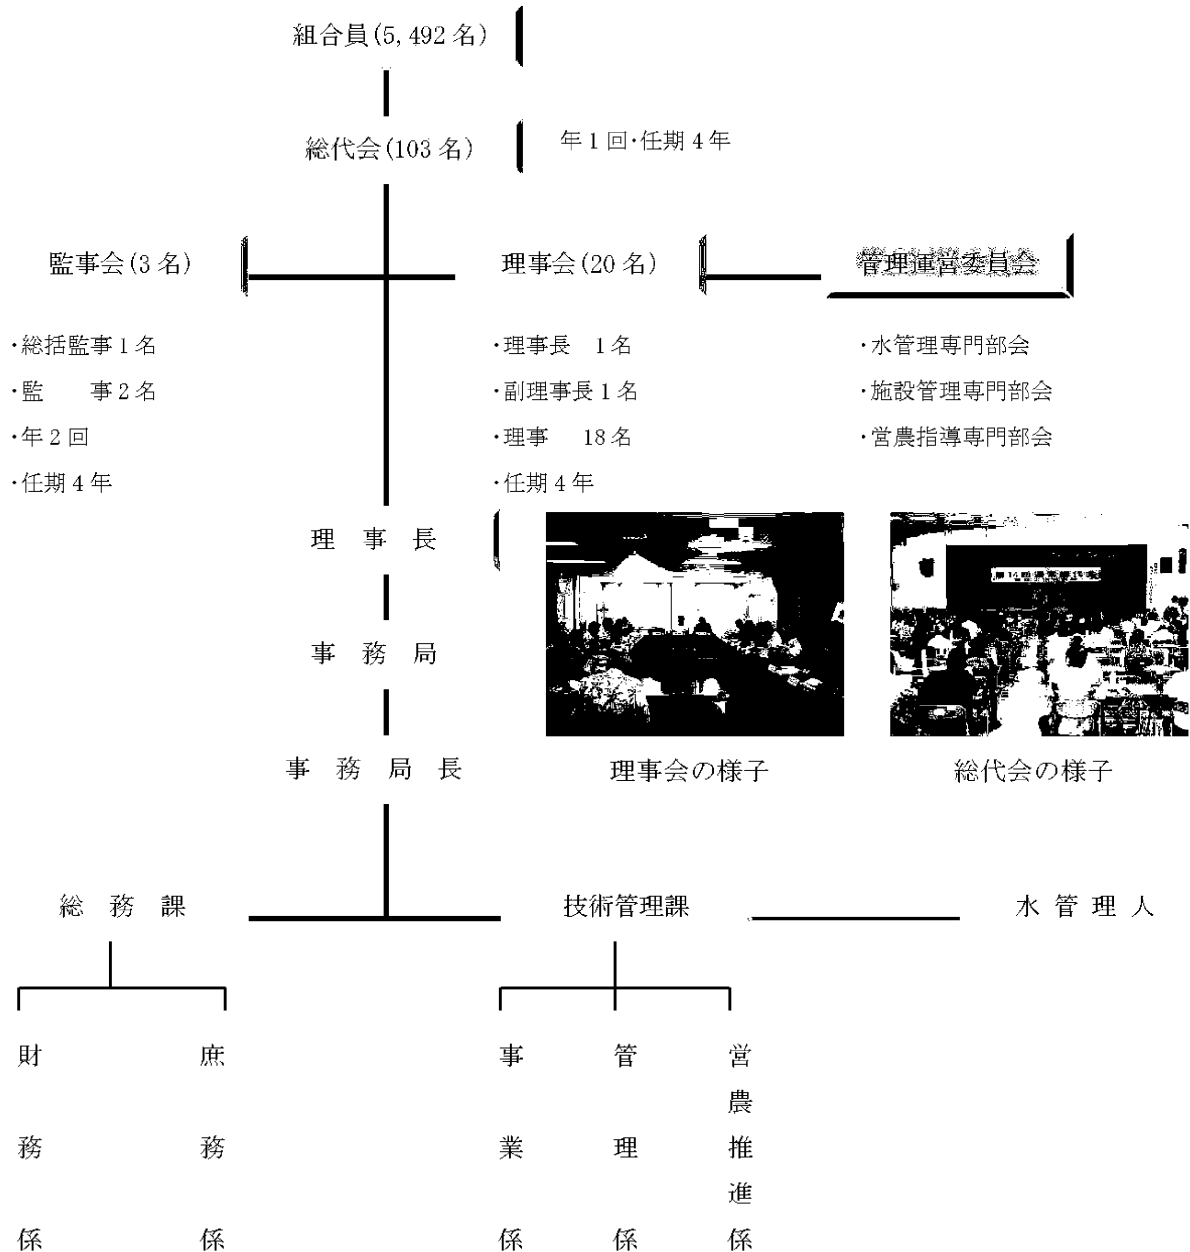 組合員(5,492名)
総代会(103名)
年1回・任期4年
監事会(3名)
理事会(20名)
管理運営委員会
・総括監事1名
・監　　事2名
・年2回
・任期4年
・理事長　1名
・副理事長1名
・理事　18名
・任期4年
・水管理専門部会
・施設管理専門部会
・営農指導専門部会
理　事　長
事　務　局
事　務　局　長
理事会の様子
総代会の様子
総　務　課
技術管理課
水 管 理 人
財務係
庶務係
事業係
管理係
営農推進係